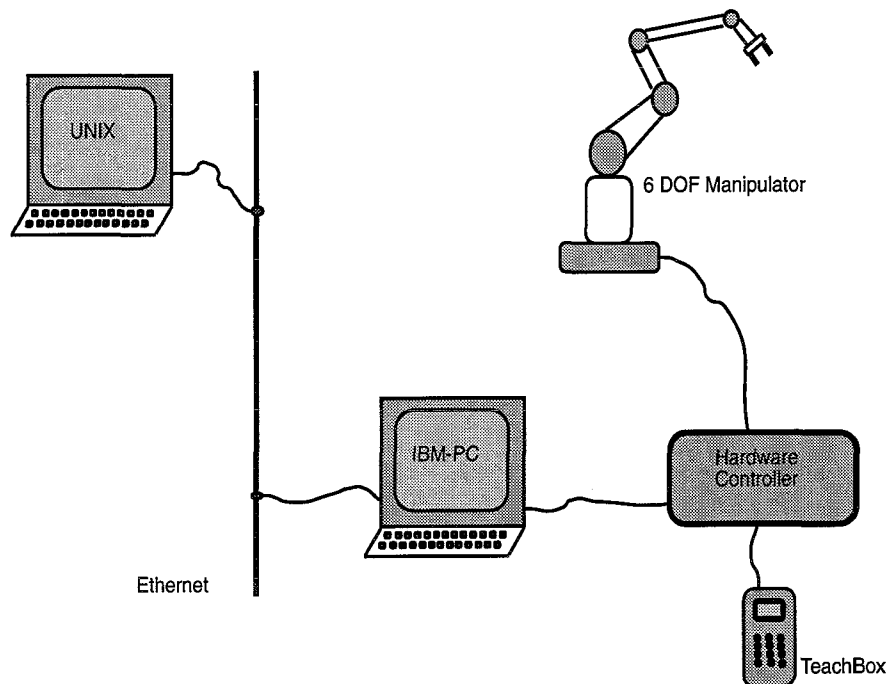 UNIX
6 DOF Manipulator
IBM-PC
Hardware
Controller
Ethernet
TeachBox